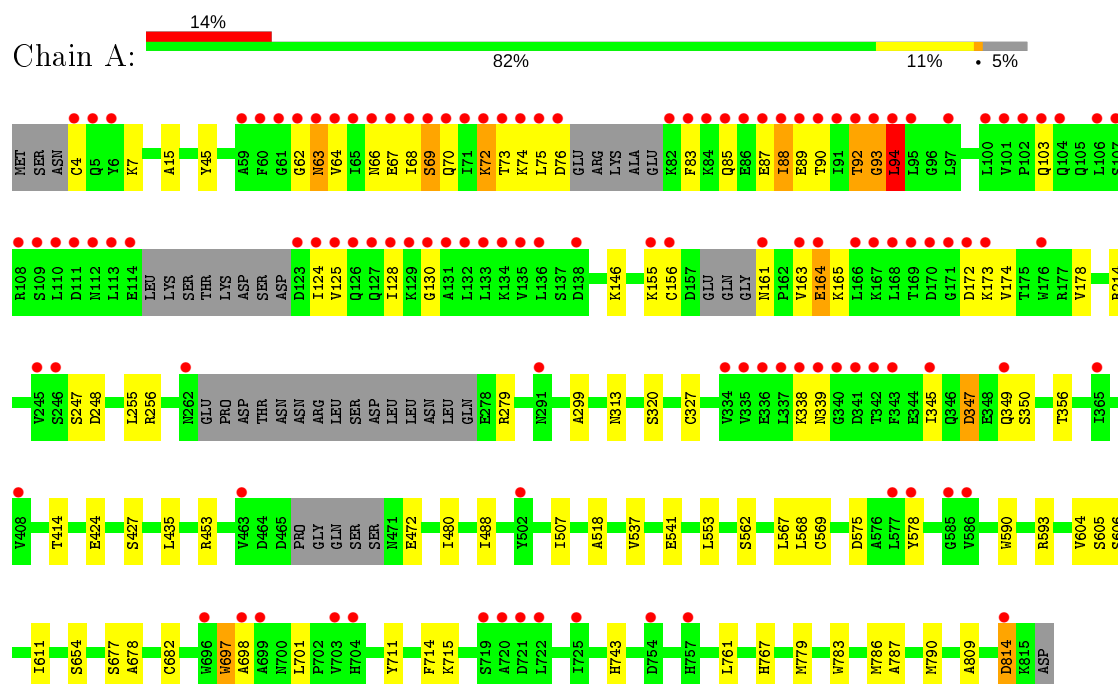 14%
Chain A:
82% 11% • 5%
MET SER ASN C4 Q5 Y6 K7 A15 Y45 A59 F60 G61 G62 N63 V64 I65 N66 E67 I68 S69 Q70 I71 K72 T73 K74 L75 D76 GLU ARG LYS ALA GLU K82 F83 K84 Q85 E86 E87 I88 E89 T90 I91 T92 G93 L94 L95 G96 L97 L100 V101 P102 Q103 Q104 Q105 L106 S107
R108 S109 L110 D111 N112 L113 E114 LEU LYS SER THR LYS ASP SER ASP D123 I124 V125 Q126 Q127 I128 K129 G130 A131 L132 L133 K134 V135 L136 S137 D138 K146 K155 C156 D157 GLU GLN GLY N161 P162 V163 E164 K165 L166 K167 L168 T169 D170 G171 D172 K173 V174 T175 W176 R177 V178 R214
V245 S246 S247 D248 L255 R256 N262 GLU PRO ASP THR ASN ASN ARG LEU SER ASP LEU LEU ASN LEU GLN E278 R279 N291 A299 N313 S320 C327 V334 V335 E336 L337 K338 N339 G340 D341 T342 F343 E344 I345 Q346 D347 E348 Q349 S350 T356 I365
V408 T414 E424 S427 L435 R453 V463 D464 D465 PRO GLY GLN SER SER N471 E472 I480 I488 Y502 I507 A518 V537 E541 L553 S562 L567 L568 C569 D575 A576 L577 Y578 G585 V586 W590 R593 V604 S605 S606
I611 S654 S677 A678 C682 W696 W697 A698 A699 N700 L701 P702 V703 H704 Y711 F714 K715 S719 A720 D721 L722 I725 H743 D754 H757 L761 H767 M779 W783 M786 A787 M790 A809 D814 K815 ASP